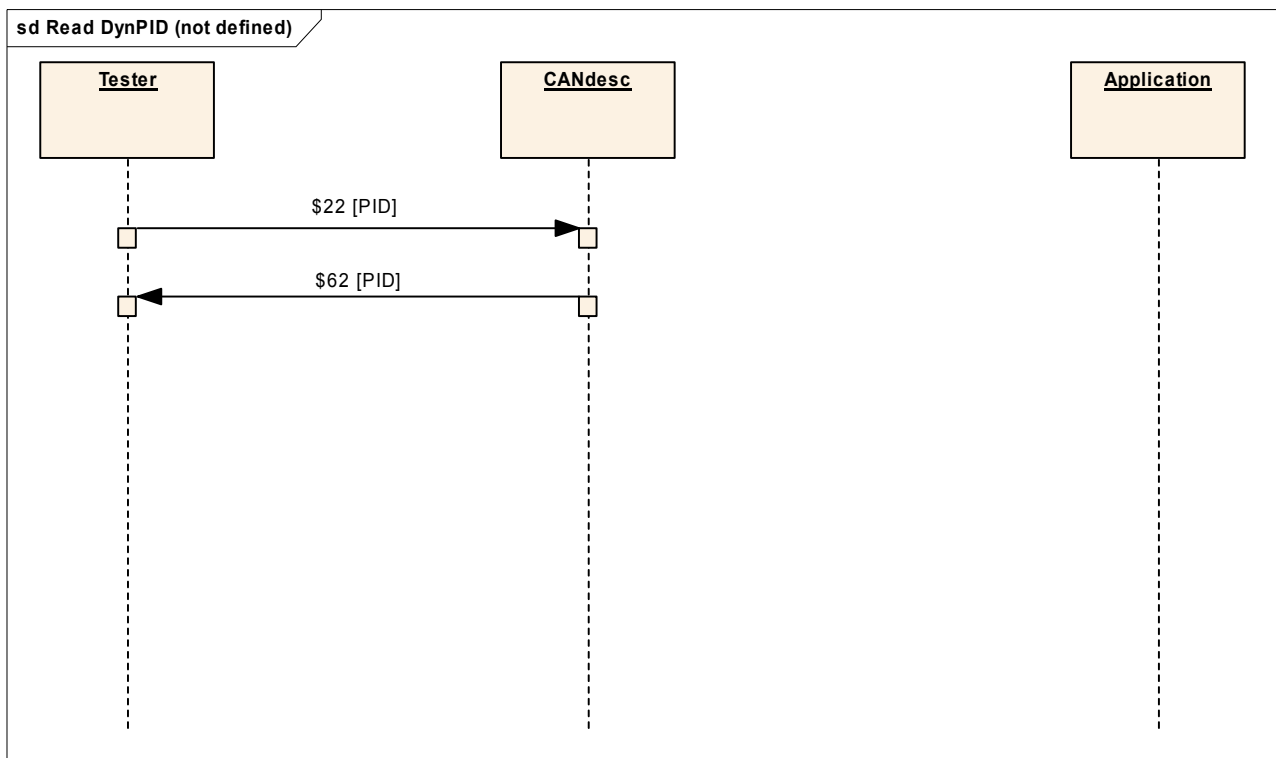 sd Read DynPID (not defined)
Tester
CANdesc
Application
$22 [PID]
$62 [PID]